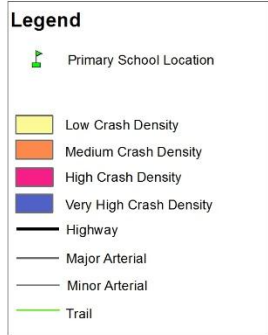 Legend
Primary School Location
Low Crash Density
Medium Crash Density
High Crash Density
Very High Crash Density
Highway
Major Arterial
Minor Arterial
Trail